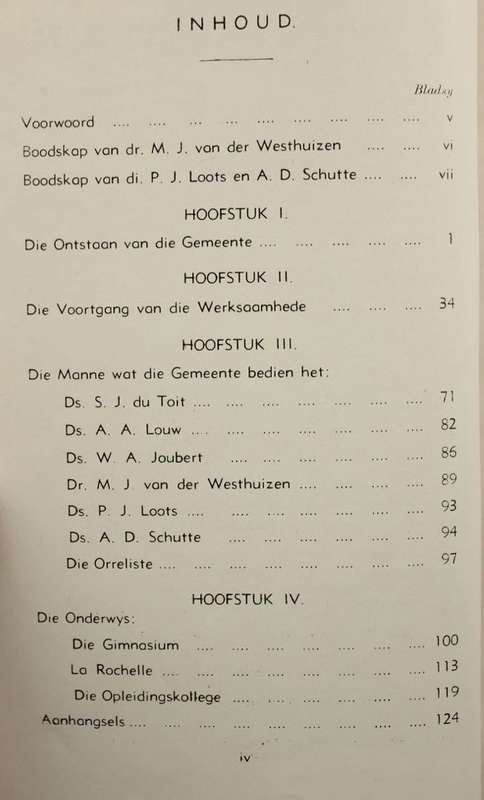 INHOUD.
Bladsy
Voorwoord .... .... ... .... .... .... .... .... .... v
Boodskap van dr. M. J. van der Westhuizen .... .... vi
Boodskap van di. P. J. Loots en A. D. Schutte .... .... vii
HOOFSTUK I.
Die Ontstaan van die Gemeente .... .... .... .... .... 1
HOOFSTUK II.
Die Voortgang van die Werksaamhede .... .... .... 34
HOOFSTUK III.
Die Manne wat die Gemeente bedien het:
Ds. S. J. du Toit .... .... .... .... .... .... .... 71
Ds. A. A. Louw .... .... .... .... .... .... .... 82
Ds. W. A. Joubert .... .... .... .... .... .... 86
Dr. M. J. van der Westhuizen .... .... .... .... 89
Ds. P. J. Loots .... .... .... .... .... .... .... 93
Ds. A. D. Schutte .... .... .... .... .... .... 94
Die Orreliste .... .... .... .... .... .... .... .... 97
HOOFSTUK IV.
Die Onderwys:
Die Gimnasium .... .... .... .... .... .... .... 100
La Rochelle .... .... .... .... .... .... .... .... 113
Die Opleidingskollege .... .... .... .... .... .... 119
Aanhangsels .... .... .... .... .... .... .... .... .... 124
iv